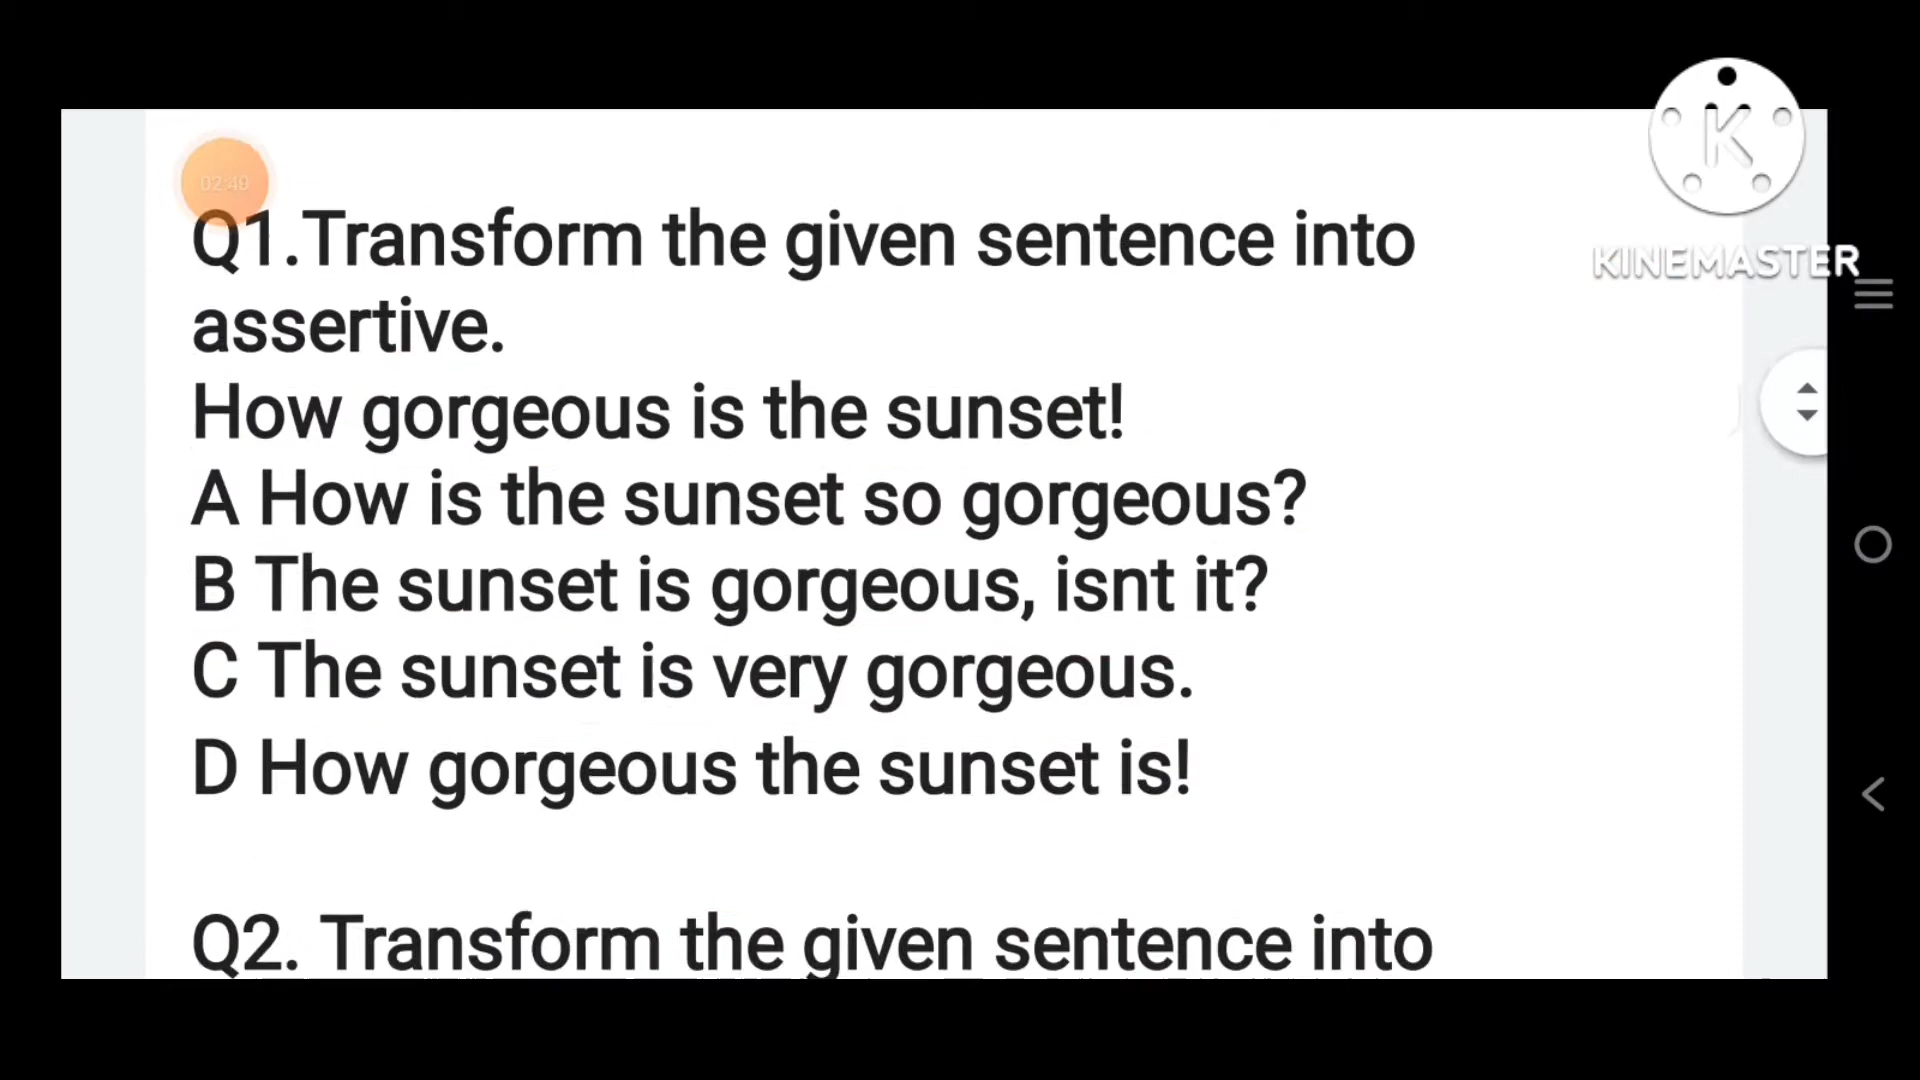 02:49
K
KINEMASTER
Q1.Transform the given sentence into
assertive.
How gorgeous is the sunset!
A How is the sunset so gorgeous?
B The sunset is gorgeous, isnt it?
C The sunset is very gorgeous.
D How gorgeous the sunset is!
Q2. Transform the given sentence into